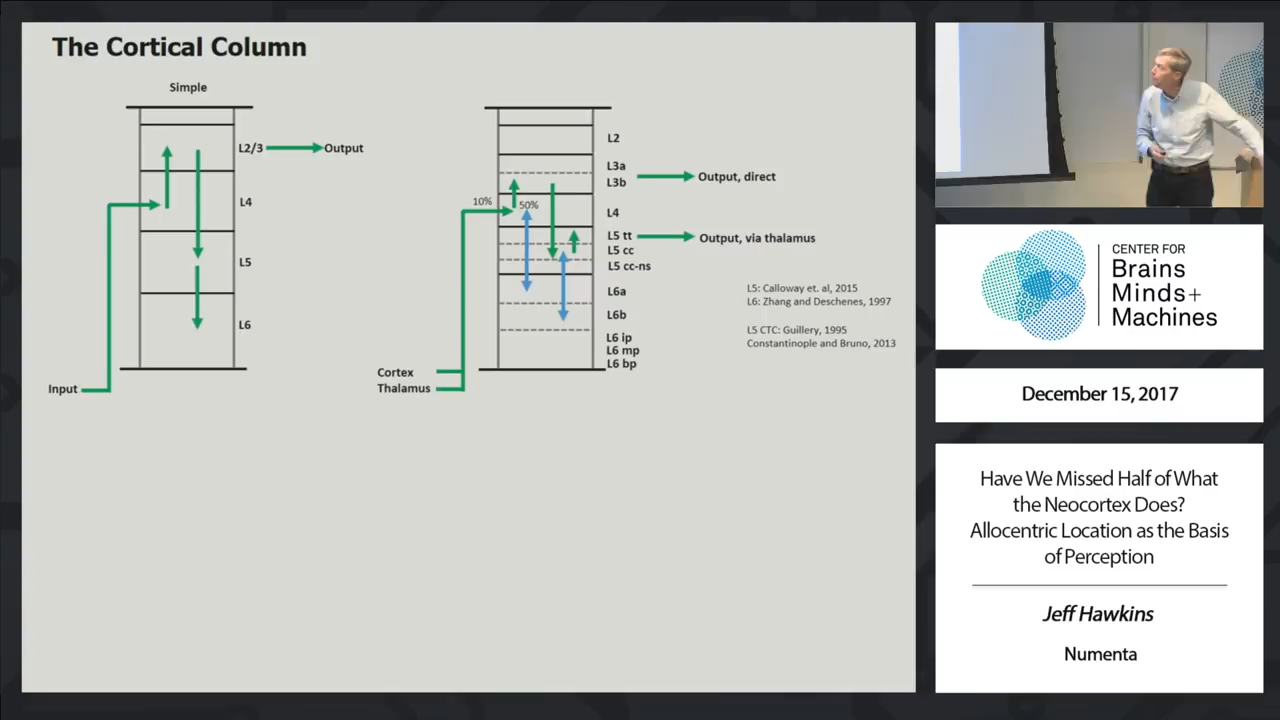 The Cortical Column
Simple
L2/3
Output
L4
L5
L6
Input
L2
L3a
L3b
Output, direct
10%
50%
L4
L5 tt
Output, via thalamus
L5 cc
L5 cc-ns
L6a
L6b
L6 ip
L6 mp
L6 bp
Cortex
Thalamus
L5: Calloway et. al, 2015
L6: Zhang and Deschenes, 1997
L5 CTC: Guillery, 1995
Constantinople and Bruno, 2013
CENTER FOR
Brains
Minds+
Machines
December 15, 2017
Have We Missed Half of What
the Neocortex Does?
Allocentric Location as the Basis
of Perception
Jeff Hawkins
Numenta